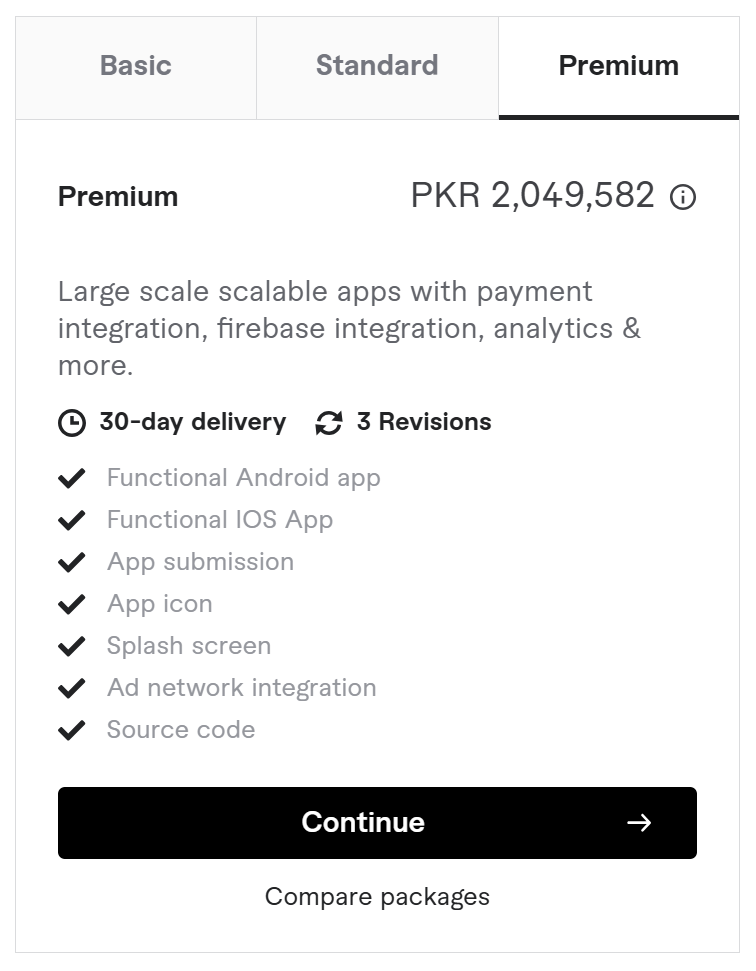 Basic
Standard
Premium
Premium
PKR 2,049,582
Large scale scalable apps with payment
integration, firebase integration, analytics &
more.
30-day delivery
3 Revisions
Functional Android app
Functional IOS App
App submission
App icon
Splash screen
Ad network integration
Source code
Continue
Compare packages